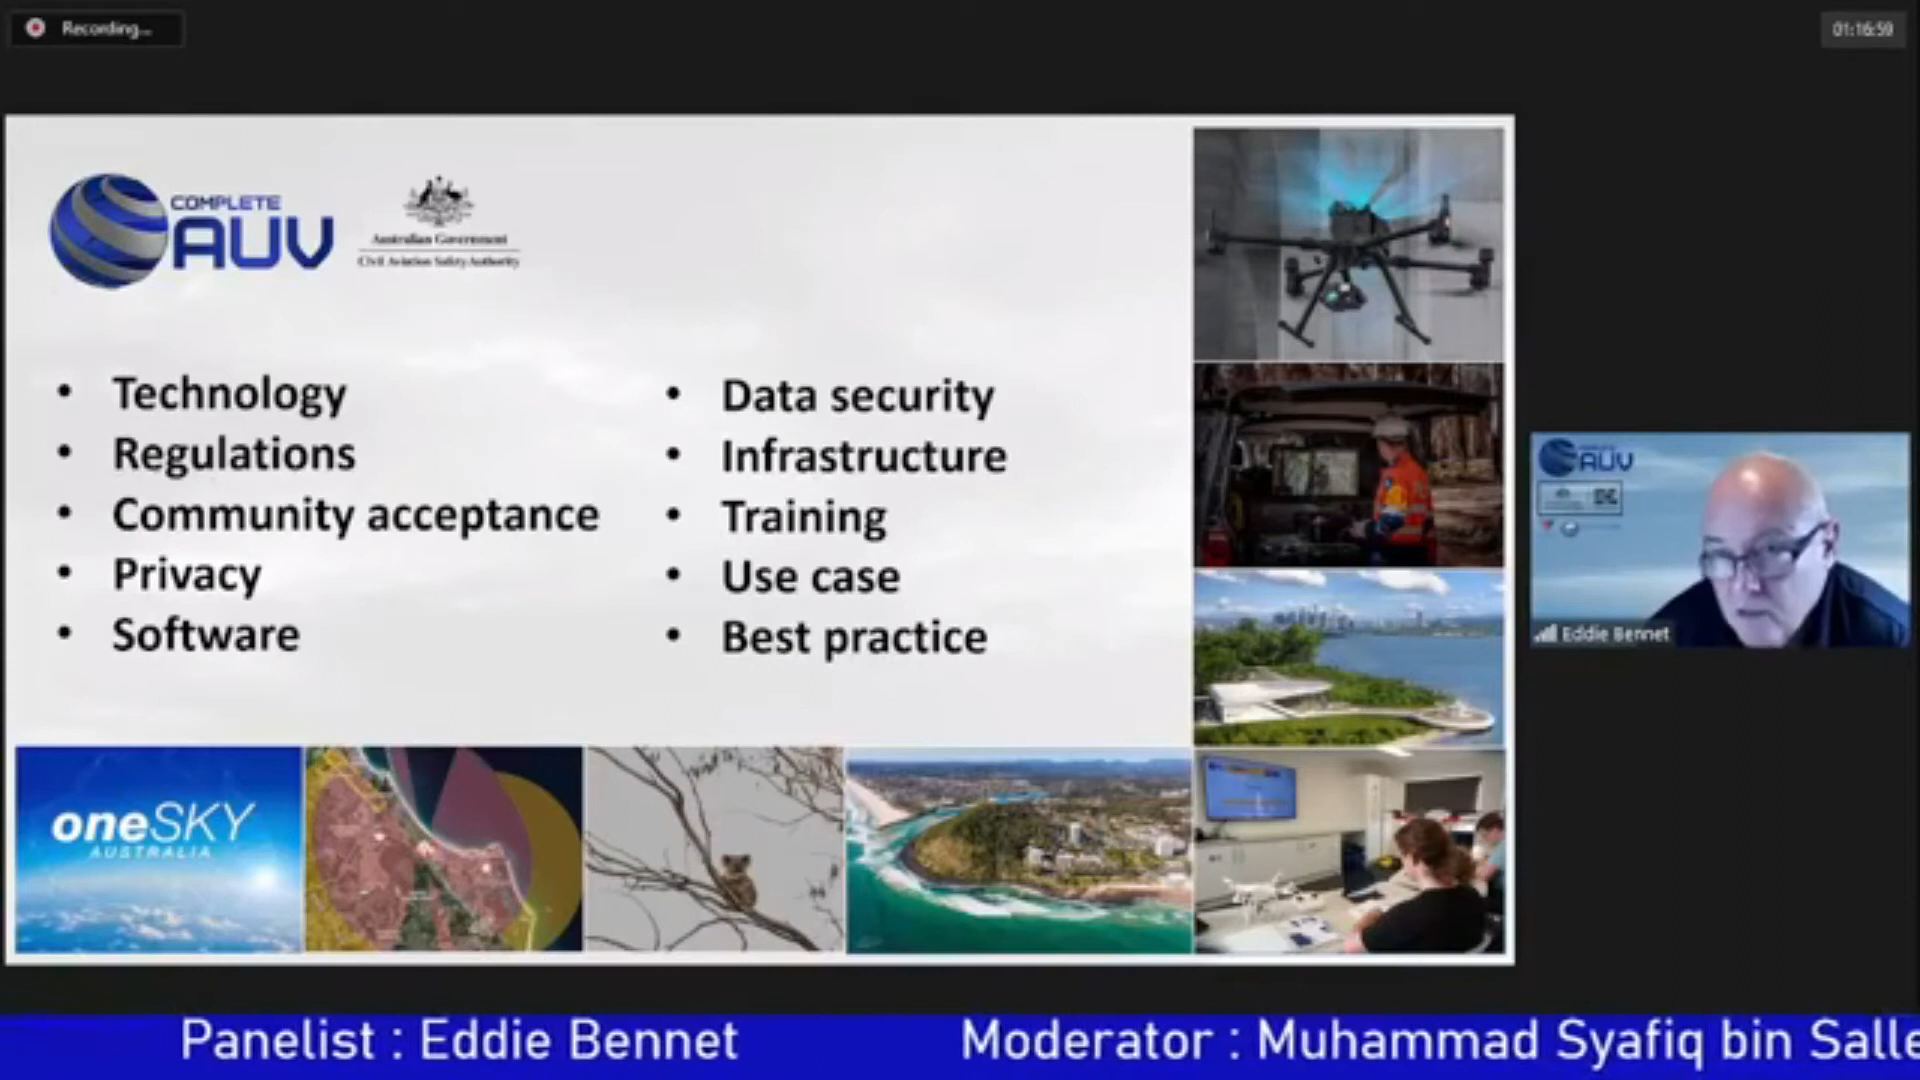 Recording...
01:16:59
COMPLETE
AUV
Australian Government
Civil Aviation Safety Authority
• Technology
• Regulations
• Community acceptance
• Privacy
• Software
• Data security
• Infrastructure
• Training
• Use case
• Best practice
oneSKY
AUSTRALIA
AUV
Eddie Bennet
Panelist : Eddie Bennet
Moderator : Muhammad Syafiq bin Salle